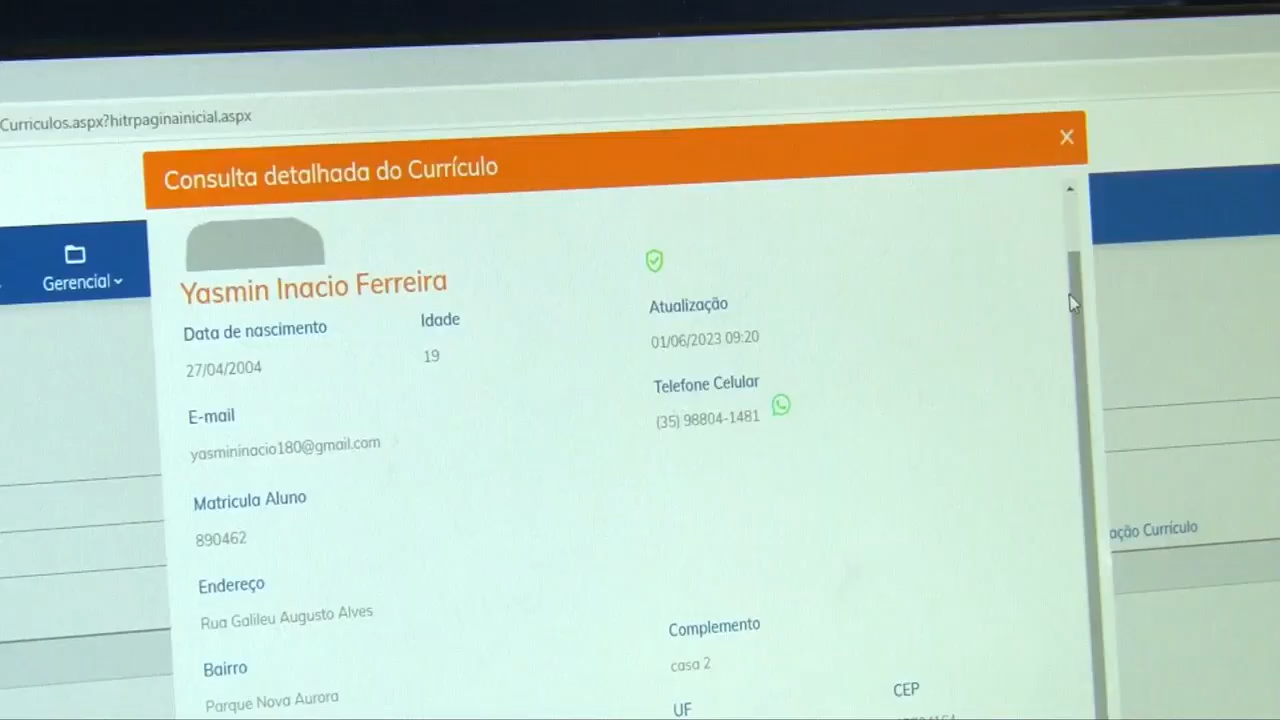 Curriculos.aspx?hitrpaginainicial.aspx
Consulta detalhada do Currículo
Gerencial
Yasmin Inacio Ferreira
Data de nascimento
Idade
Atualização
27/04/2004
19
01/06/2023 09:20
E-mail
Telefone Celular
yasmininacio180@gmail.com
(35) 98804-1481
Matricula Aluno
890462
ação Currículo
Endereço
Rua Galileu Augusto Alves
Complemento
Bairro
casa 2
Parque Nova Aurora
UF
CEP